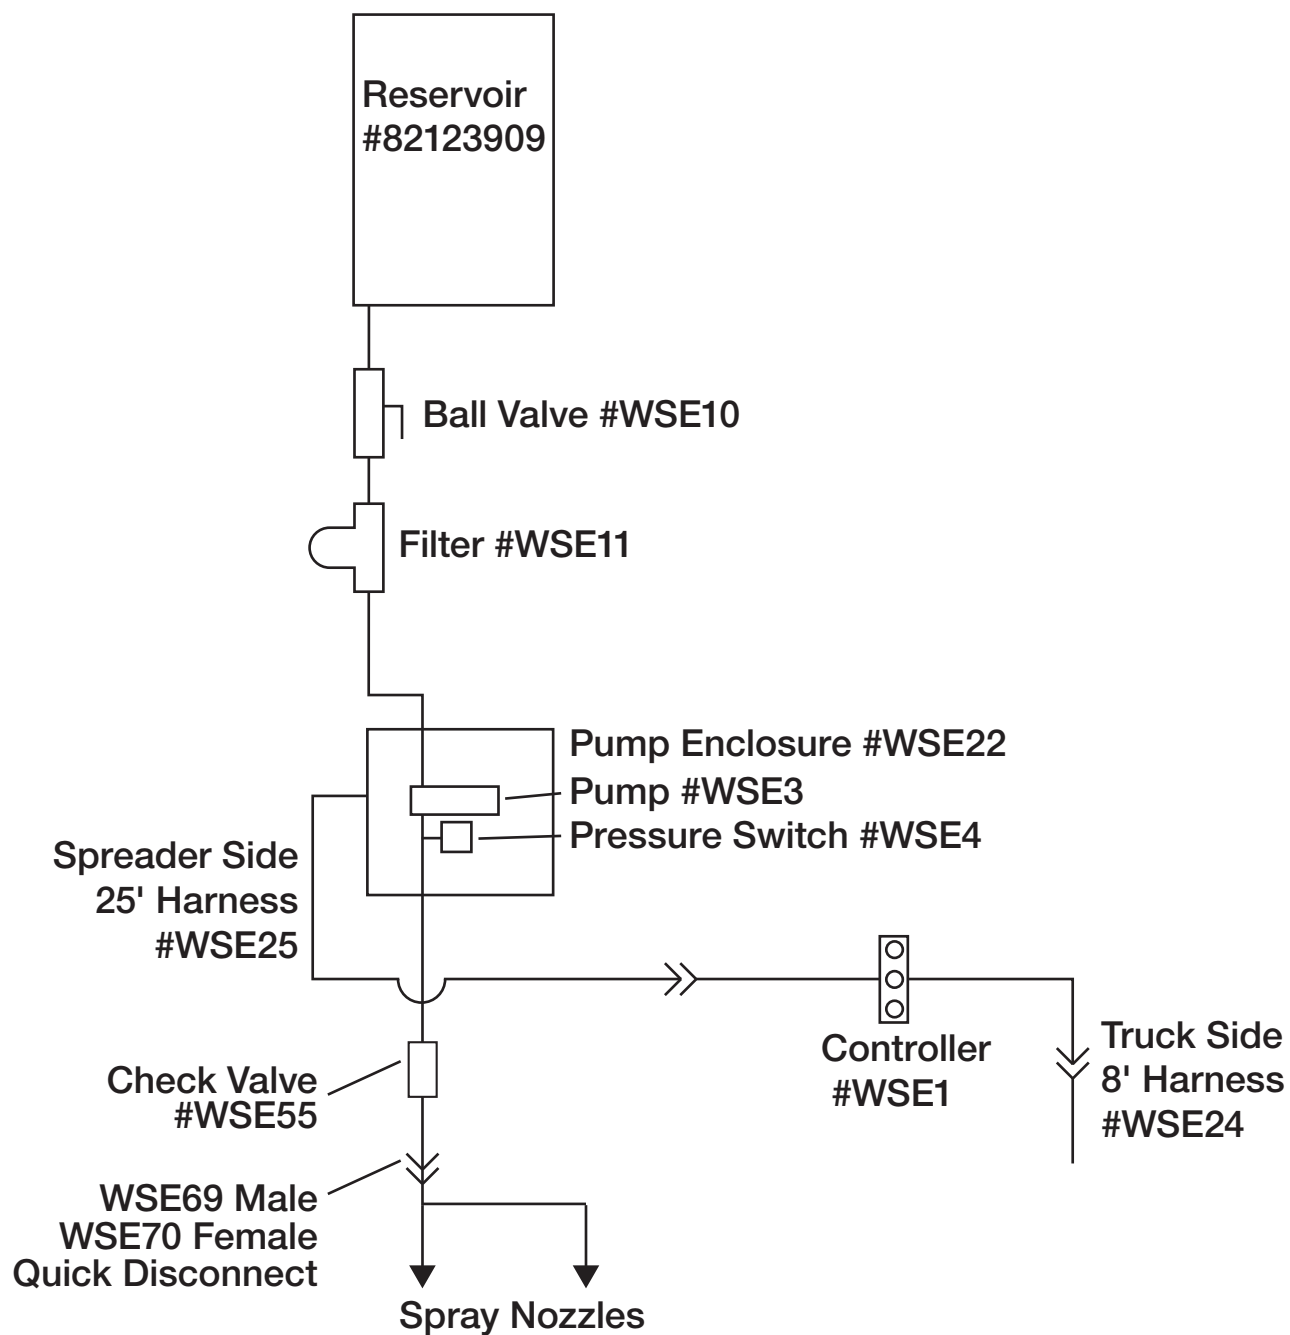 Reservoir
#82123909
Ball Valve #WSE10
Filter #WSE11
Pump Enclosure #WSE22
Pump #WSE3
Pressure Switch #WSE4
Spreader Side
25' Harness
#WSE25
Controller
#WSE1
Truck Side
8' Harness
#WSE24
Check Valve
#WSE55
WSE69 Male
WSE70 Female
Quick Disconnect
Spray Nozzles